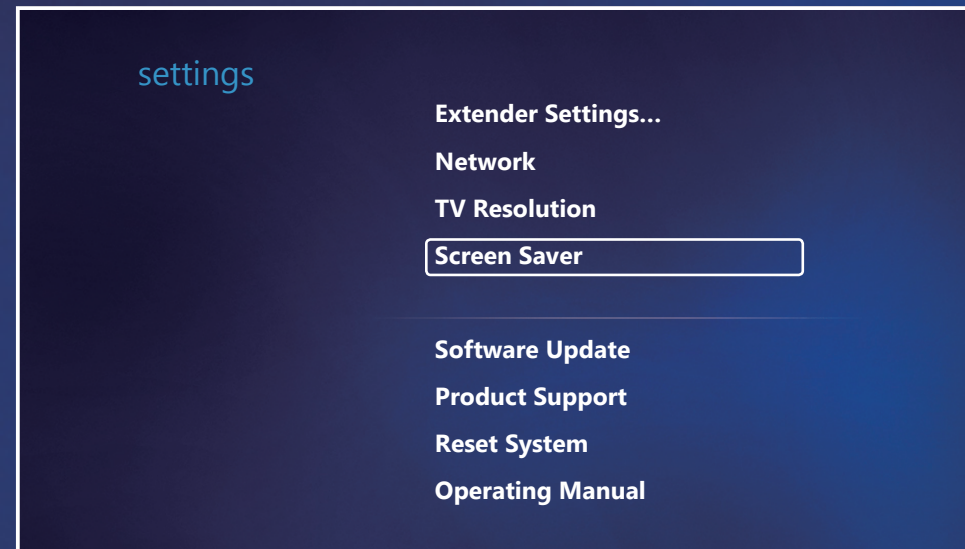 settings
Extender Settings...
Network
TV Resolution
Screen Saver
Software Update
Product Support
Reset System
Operating Manual